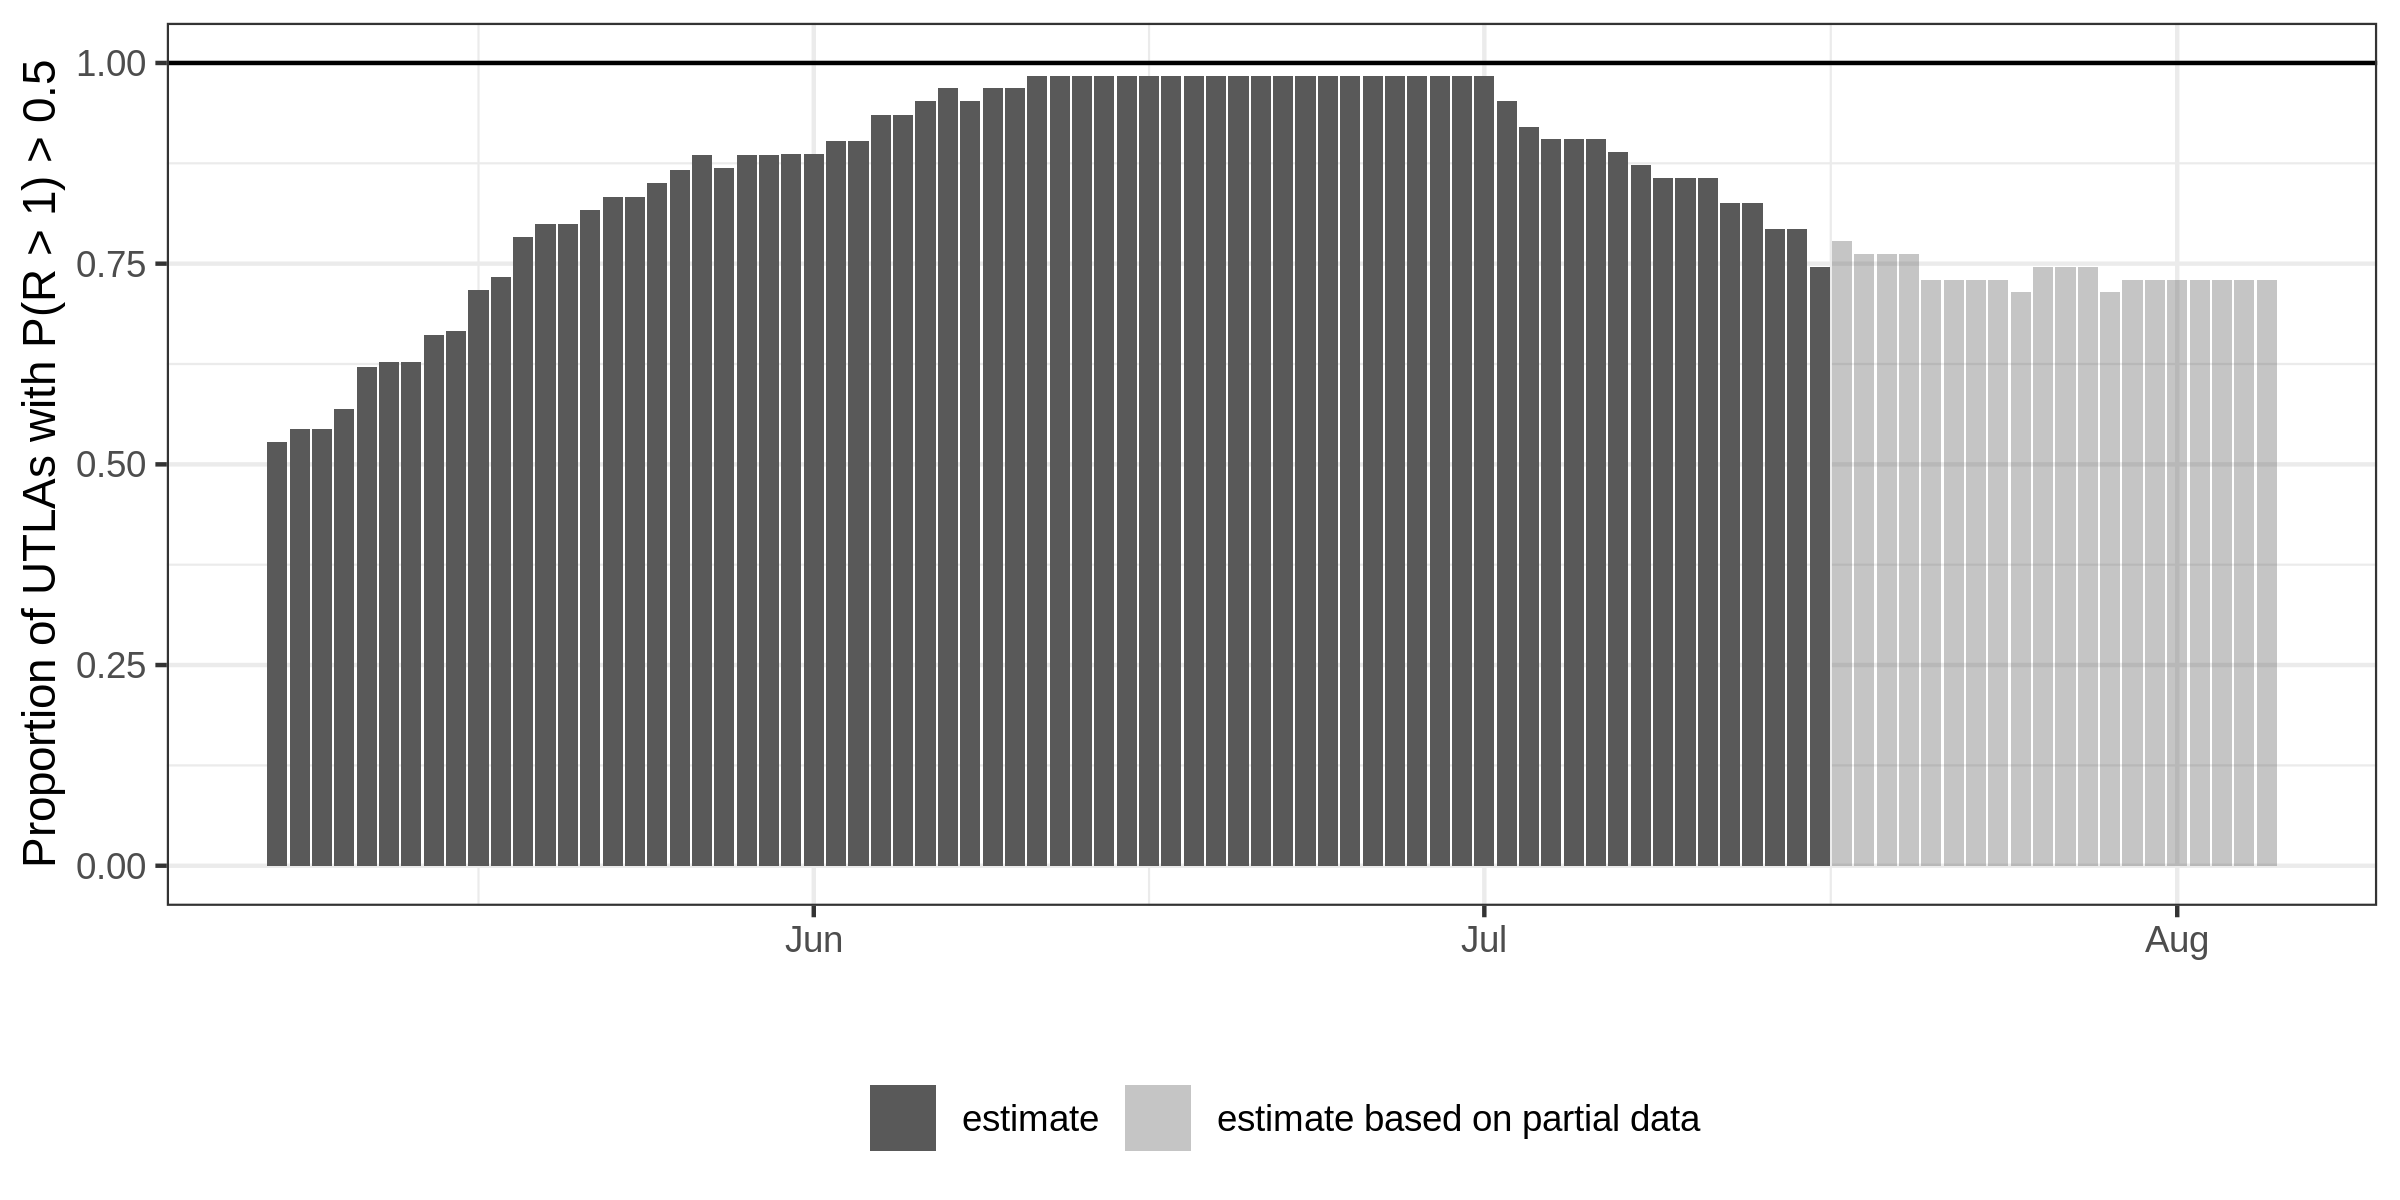 Proportion of UTLAs with P(R > 1) > 0.5
1.00
0.75
0.50
0.25
0.00
Jun Jul Aug
estimate estimate based on partial data